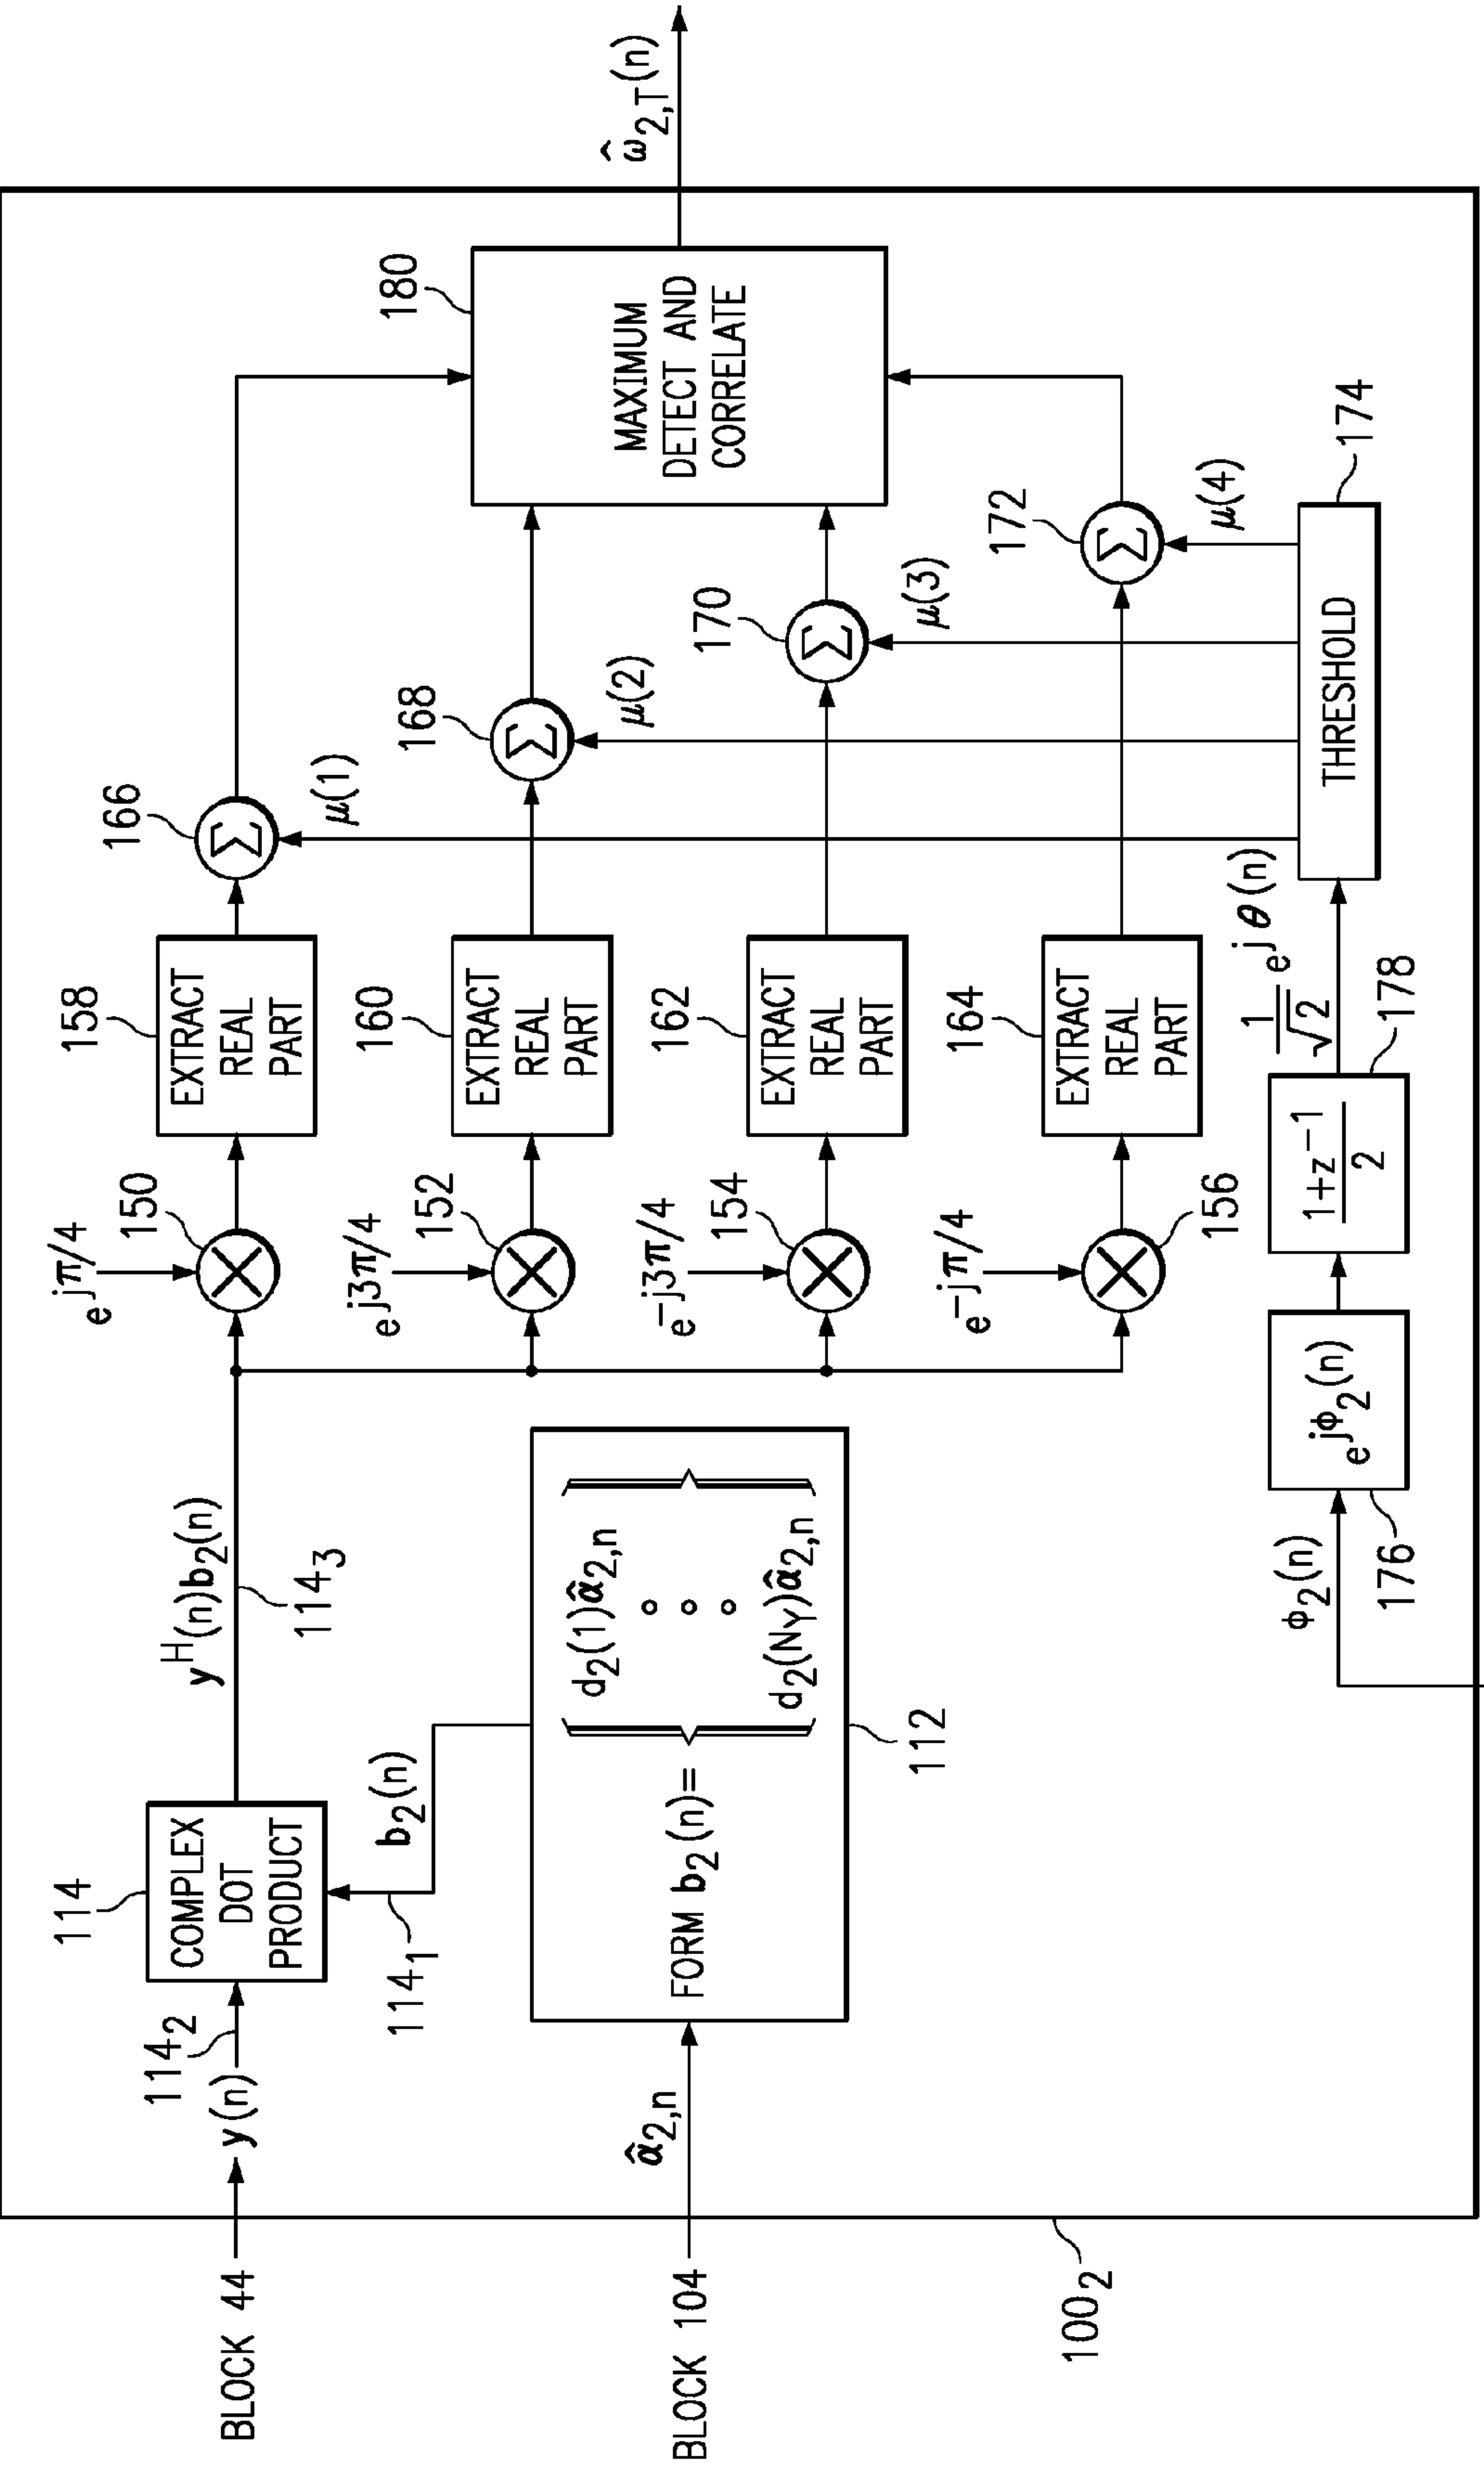 BLOCK 44
y(n)
114₂
114
COMPLEX
DOT
PRODUCT
114₁
b₂(n)
yᴴ(n)b₂(n)
114₃
e^jπ/4
150
158
EXTRACT
REAL
PART
166
μ(1)
e^j3π/4
152
160
EXTRACT
REAL
PART
168
μ(2)
e^-j3π/4
154
162
EXTRACT
REAL
PART
170
μ(3)
e^-jπ/4
156
164
EXTRACT
REAL
PART
172
μ(4)
180
MAXIMUM
DETECT AND
CORRELATE
ω̂₂,T(n)
BLOCK 104
α̂₂,n
FORM b₂(n)=
d₂(1)α̂₂,n
d₂(N_Y)α̂₂,n
112
ϕ₂(n)
e^jϕ₂(n)
176
1+z⁻¹
2
178
1/√2 e^jθ(n)
THRESHOLD
174
100₂